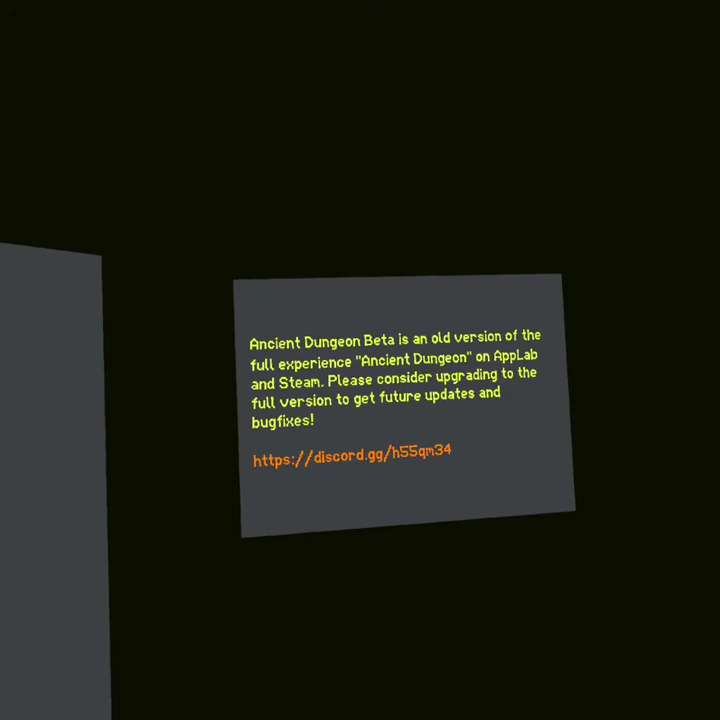 Ancient Dungeon Beta is an old version of the
full experience "Ancient Dungeon" on AppLab
and Steam. Please consider upgrading to the
full version to get future updates and
bugfixes!
https://discord.gg/h55qm34